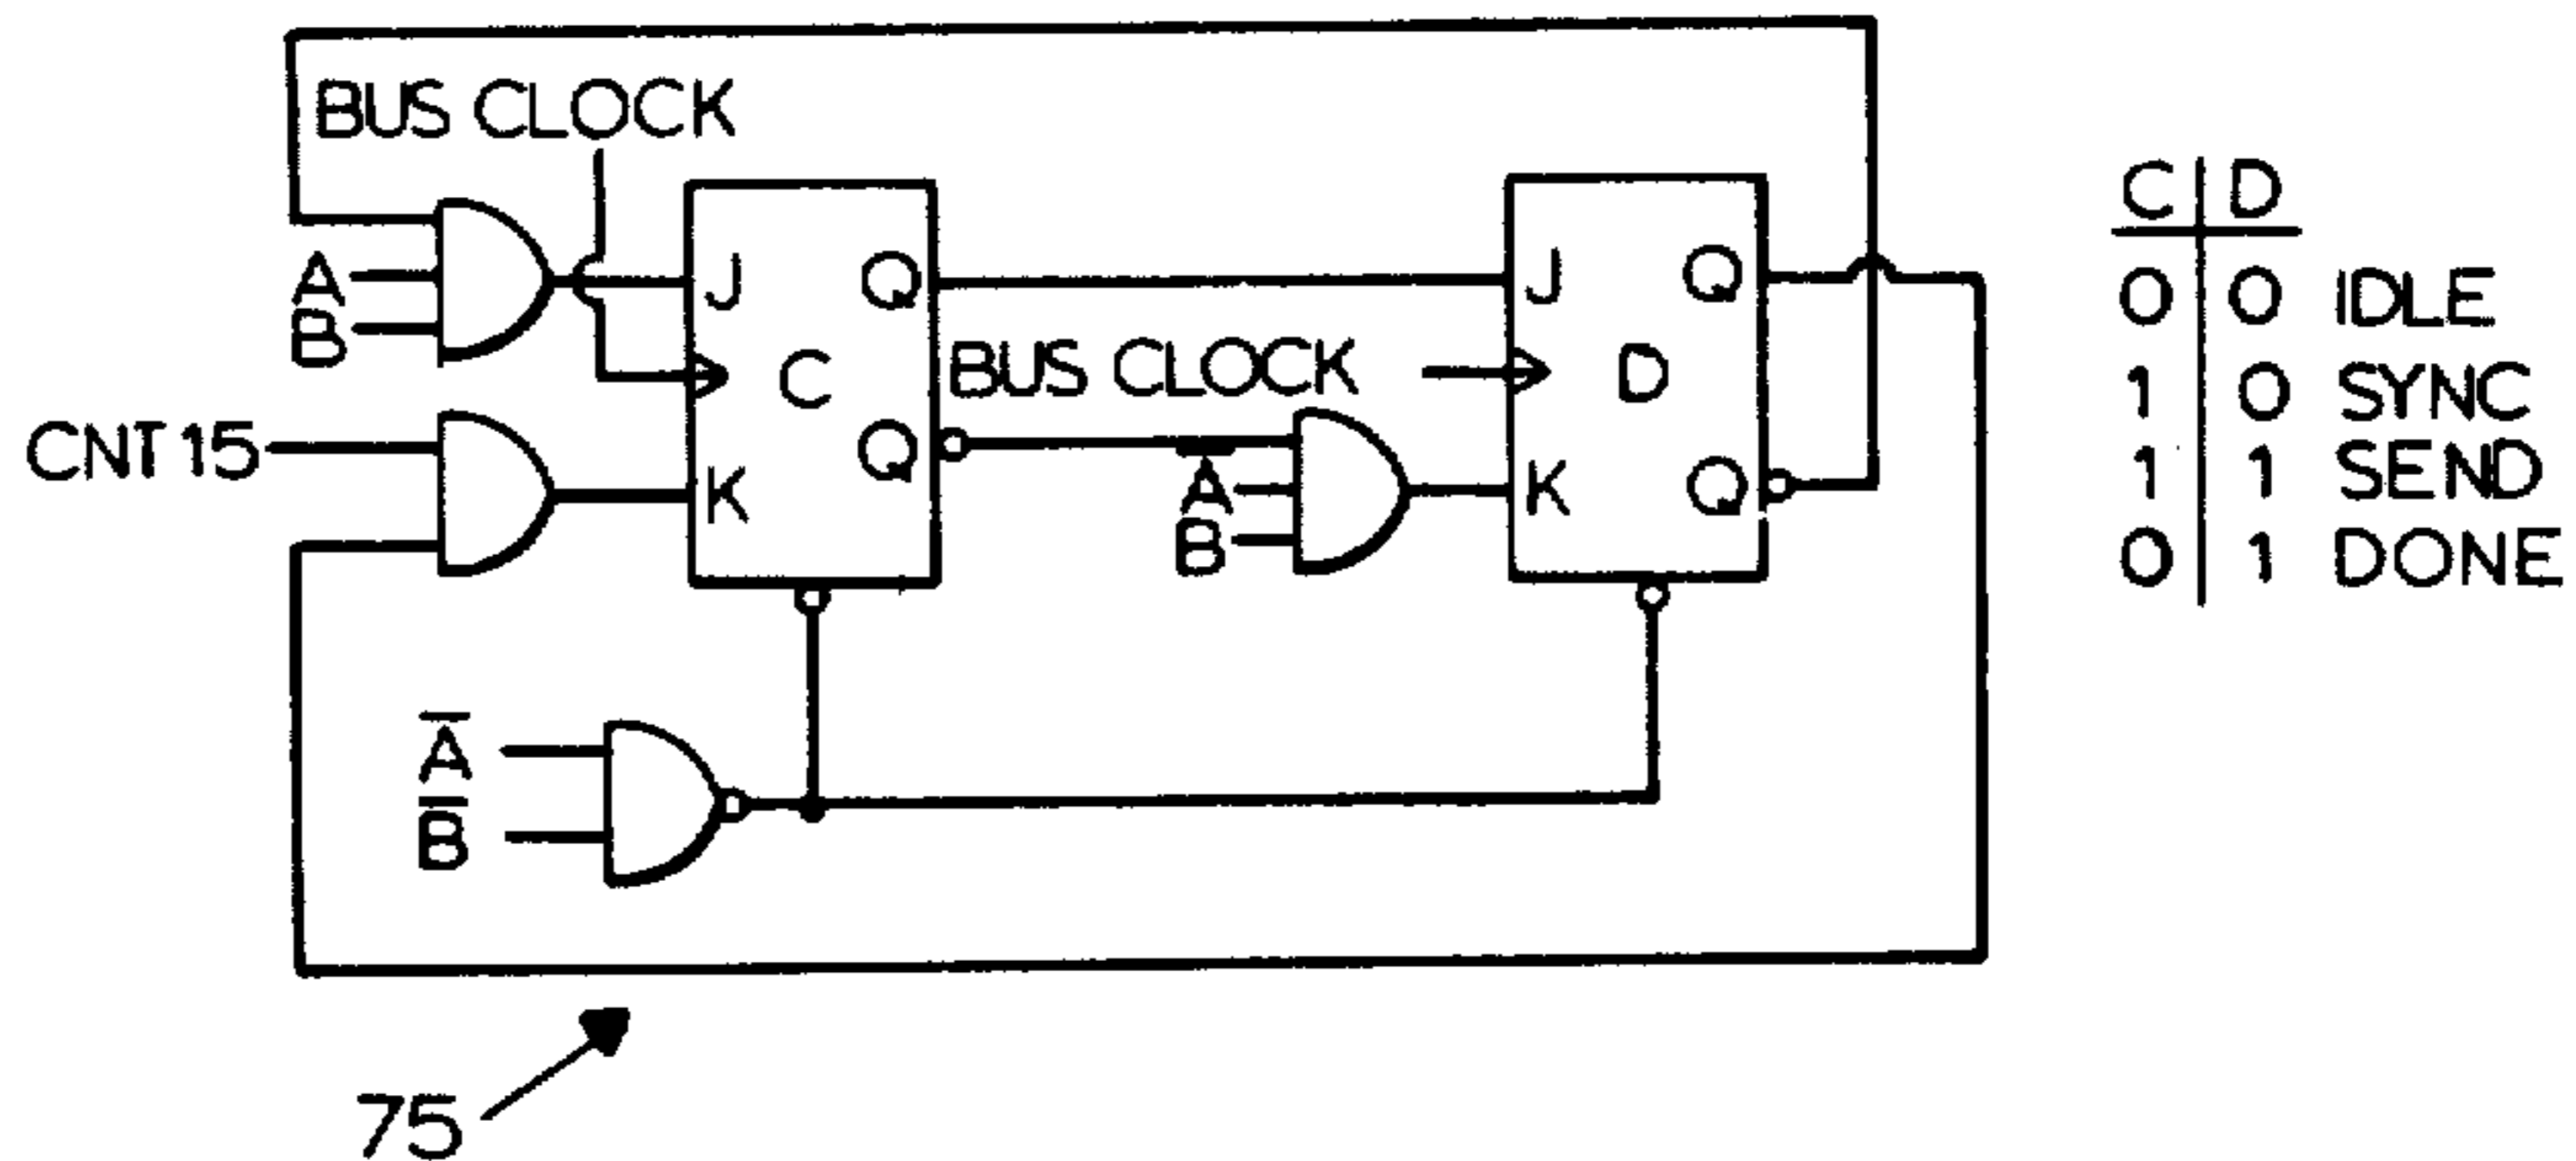 BUS CLOCK
A
B
CNT 15
J
Q
C
K
Q
BUS CLOCK
A̅
B
J
Q
D
K
Q
A̅
B̅
75
C D
0 0 IDLE
1 0 SYNC
1 1 SEND
0 1 DONE